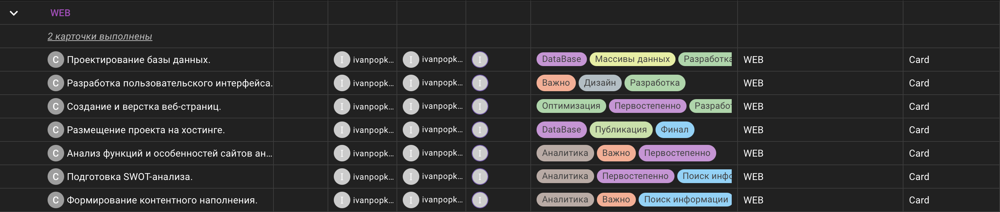 WEB
2 карточки выполнены
C Проектирование базы данных. I ivanpopk... I ivanpopk... I DataBase Массивы данных Разработка WEB Card
C Разработка пользовательского интерфейса. I ivanpopk... I ivanpopk... I Важно Дизайн Разработка WEB Card
C Создание и верстка веб-страниц. I ivanpopk... I ivanpopk... I Оптимизация Первостепенно Разработ WEB Card
C Размещение проекта на хостинге. I ivanpopk... I ivanpopk... I DataBase Публикация Финал WEB Card
C Анализ функций и особенностей сайтов ан... I ivanpopk... I ivanpopk... I Аналитика Важно Первостепенно WEB Card
C Подготовка SWOT-анализа. I ivanpopk... I ivanpopk... I Аналитика Первостепенно Поиск инфо WEB Card
C Формирование контентного наполнения. I ivanpopk... I ivanpopk... I Аналитика Важно Поиск информации WEB Card